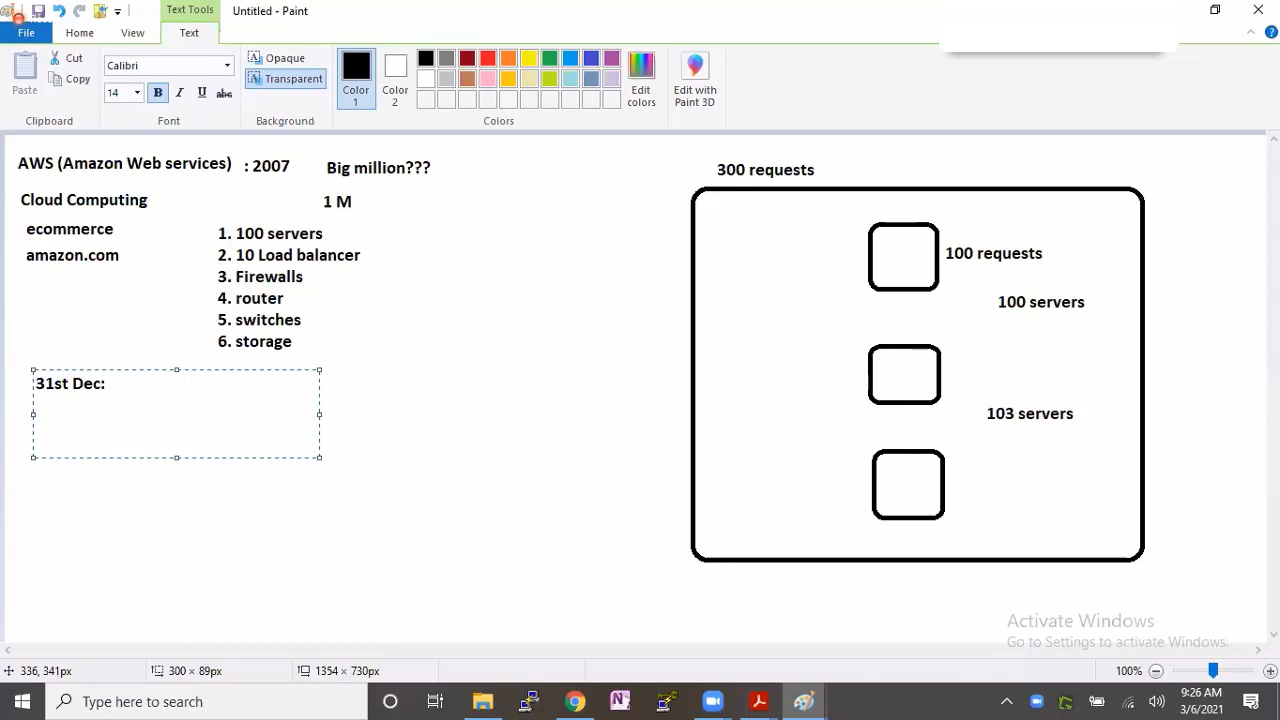 Text Tools
Untitled - Paint
File
Home
View
Text
Paste
Cut
Copy
Clipboard
Calibri
14
B
I
U
abc
Font
Opaque
Transparent
Background
Color 1
Color 2
Edit colors
Colors
Edit with Paint 3D
AWS (Amazon Web services)
: 2007
Big million???
Cloud Computing
1 M
ecommerce
amazon.com
1. 100 servers
2. 10 Load balancer
3. Firewalls
4. router
5. switches
6. storage
31st Dec:
300 requests
100 requests
100 servers
103 servers
Activate Windows
Go to Settings to activate Windows.
336, 341px
300 × 89px
1354 × 730px
100%
Type here to search
9:26 AM
3/6/2021